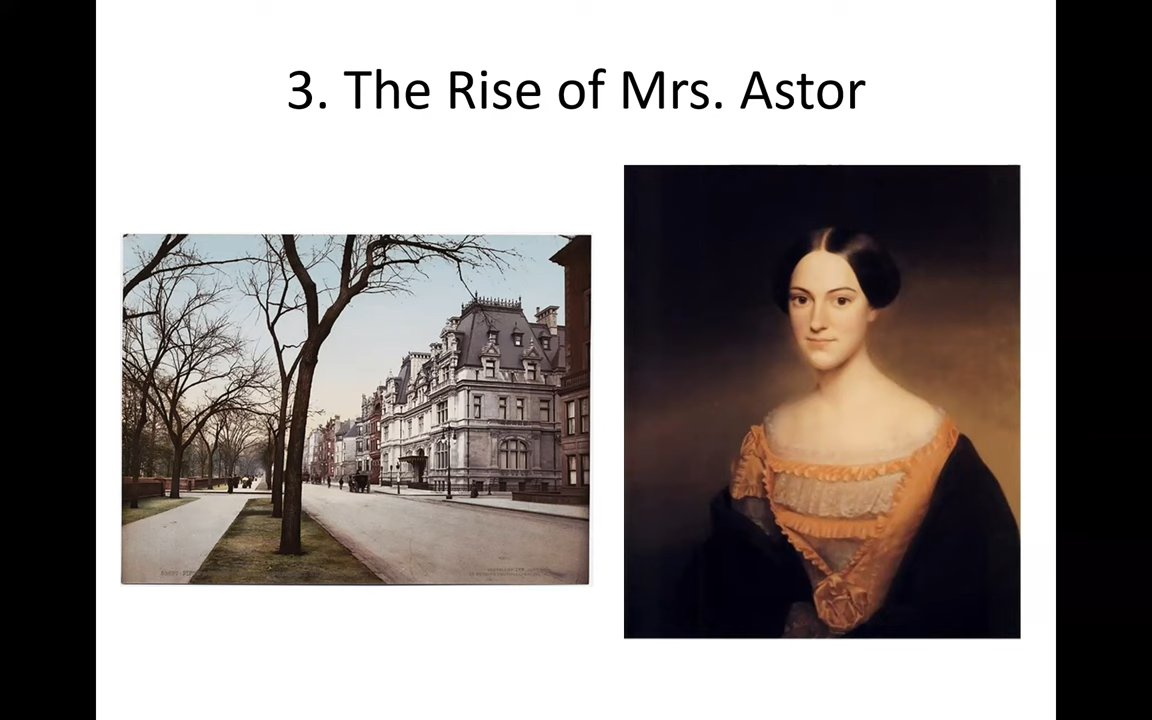 3. The Rise of Mrs. Astor